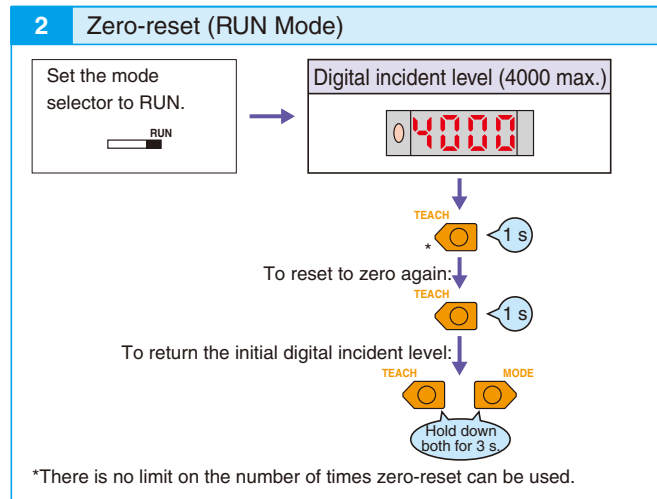 2 Zero-reset (RUN Mode)
Set the mode
selector to RUN.
RUN
Digital incident level (4000 max.)
4000
TEACH
* 1 s
To reset to zero again:
TEACH
1 s
To return the initial digital incident level:
TEACH MODE
Hold down
both for 3 s.
*There is no limit on the number of times zero-reset can be used.